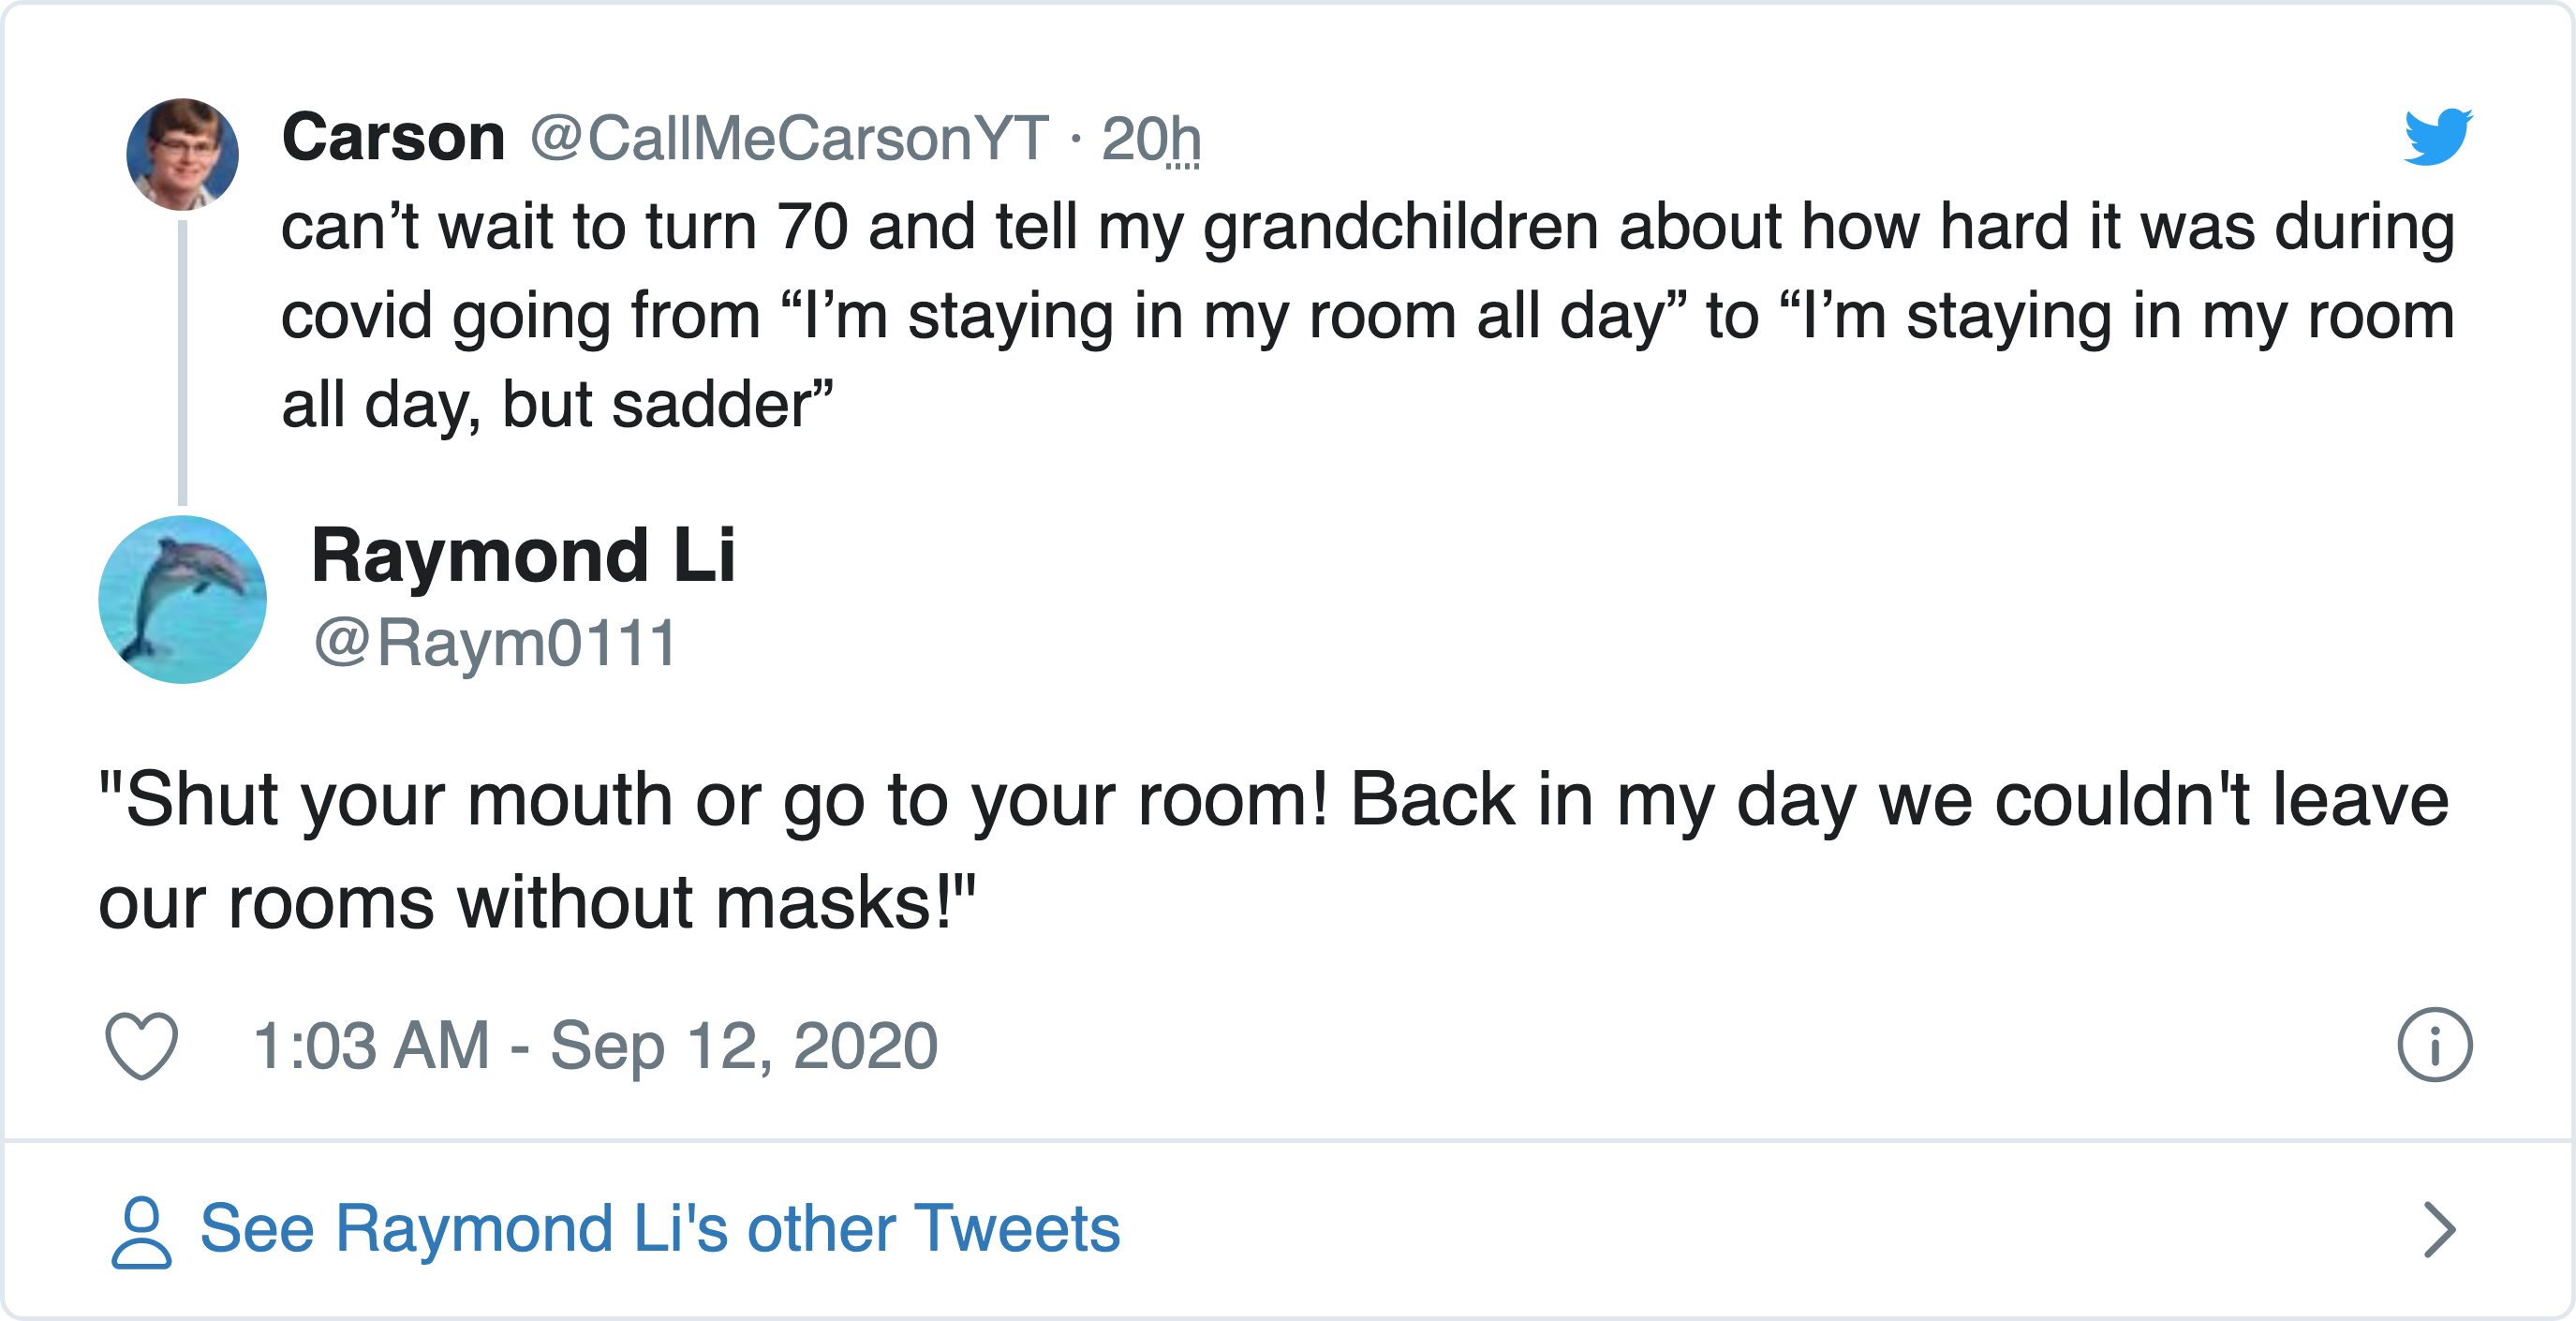 Carson @CallMeCarsonYT · 20h
can’t wait to turn 70 and tell my grandchildren about how hard it was during
covid going from “I’m staying in my room all day” to “I’m staying in my room
all day, but sadder”
Raymond Li
@Raym0111
"Shut your mouth or go to your room! Back in my day we couldn't leave
our rooms without masks!"
1:03 AM - Sep 12, 2020
See Raymond Li's other Tweets